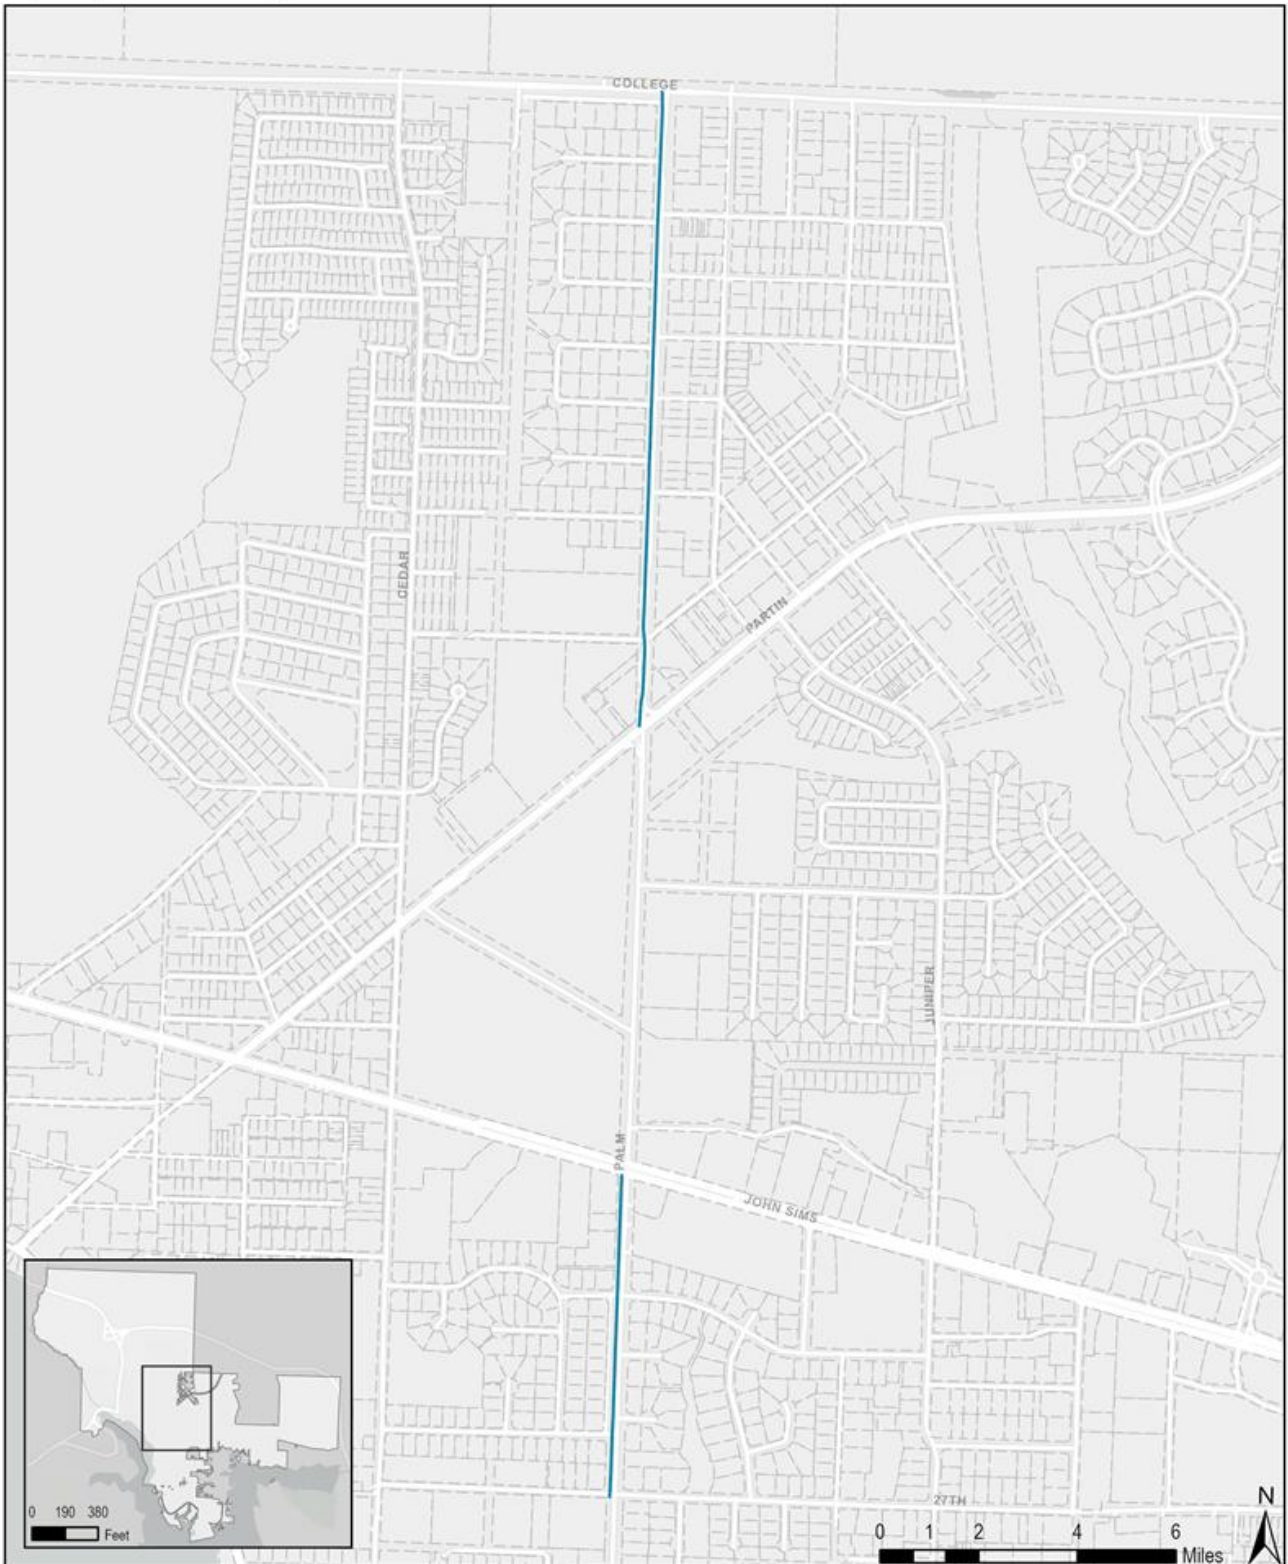 COLLEGE
CEDAR
PARTIN
JUNIPER
PALM
JOHN SIMS
27TH
0 190 380
Feet
N
0 1 2 4 6
Miles